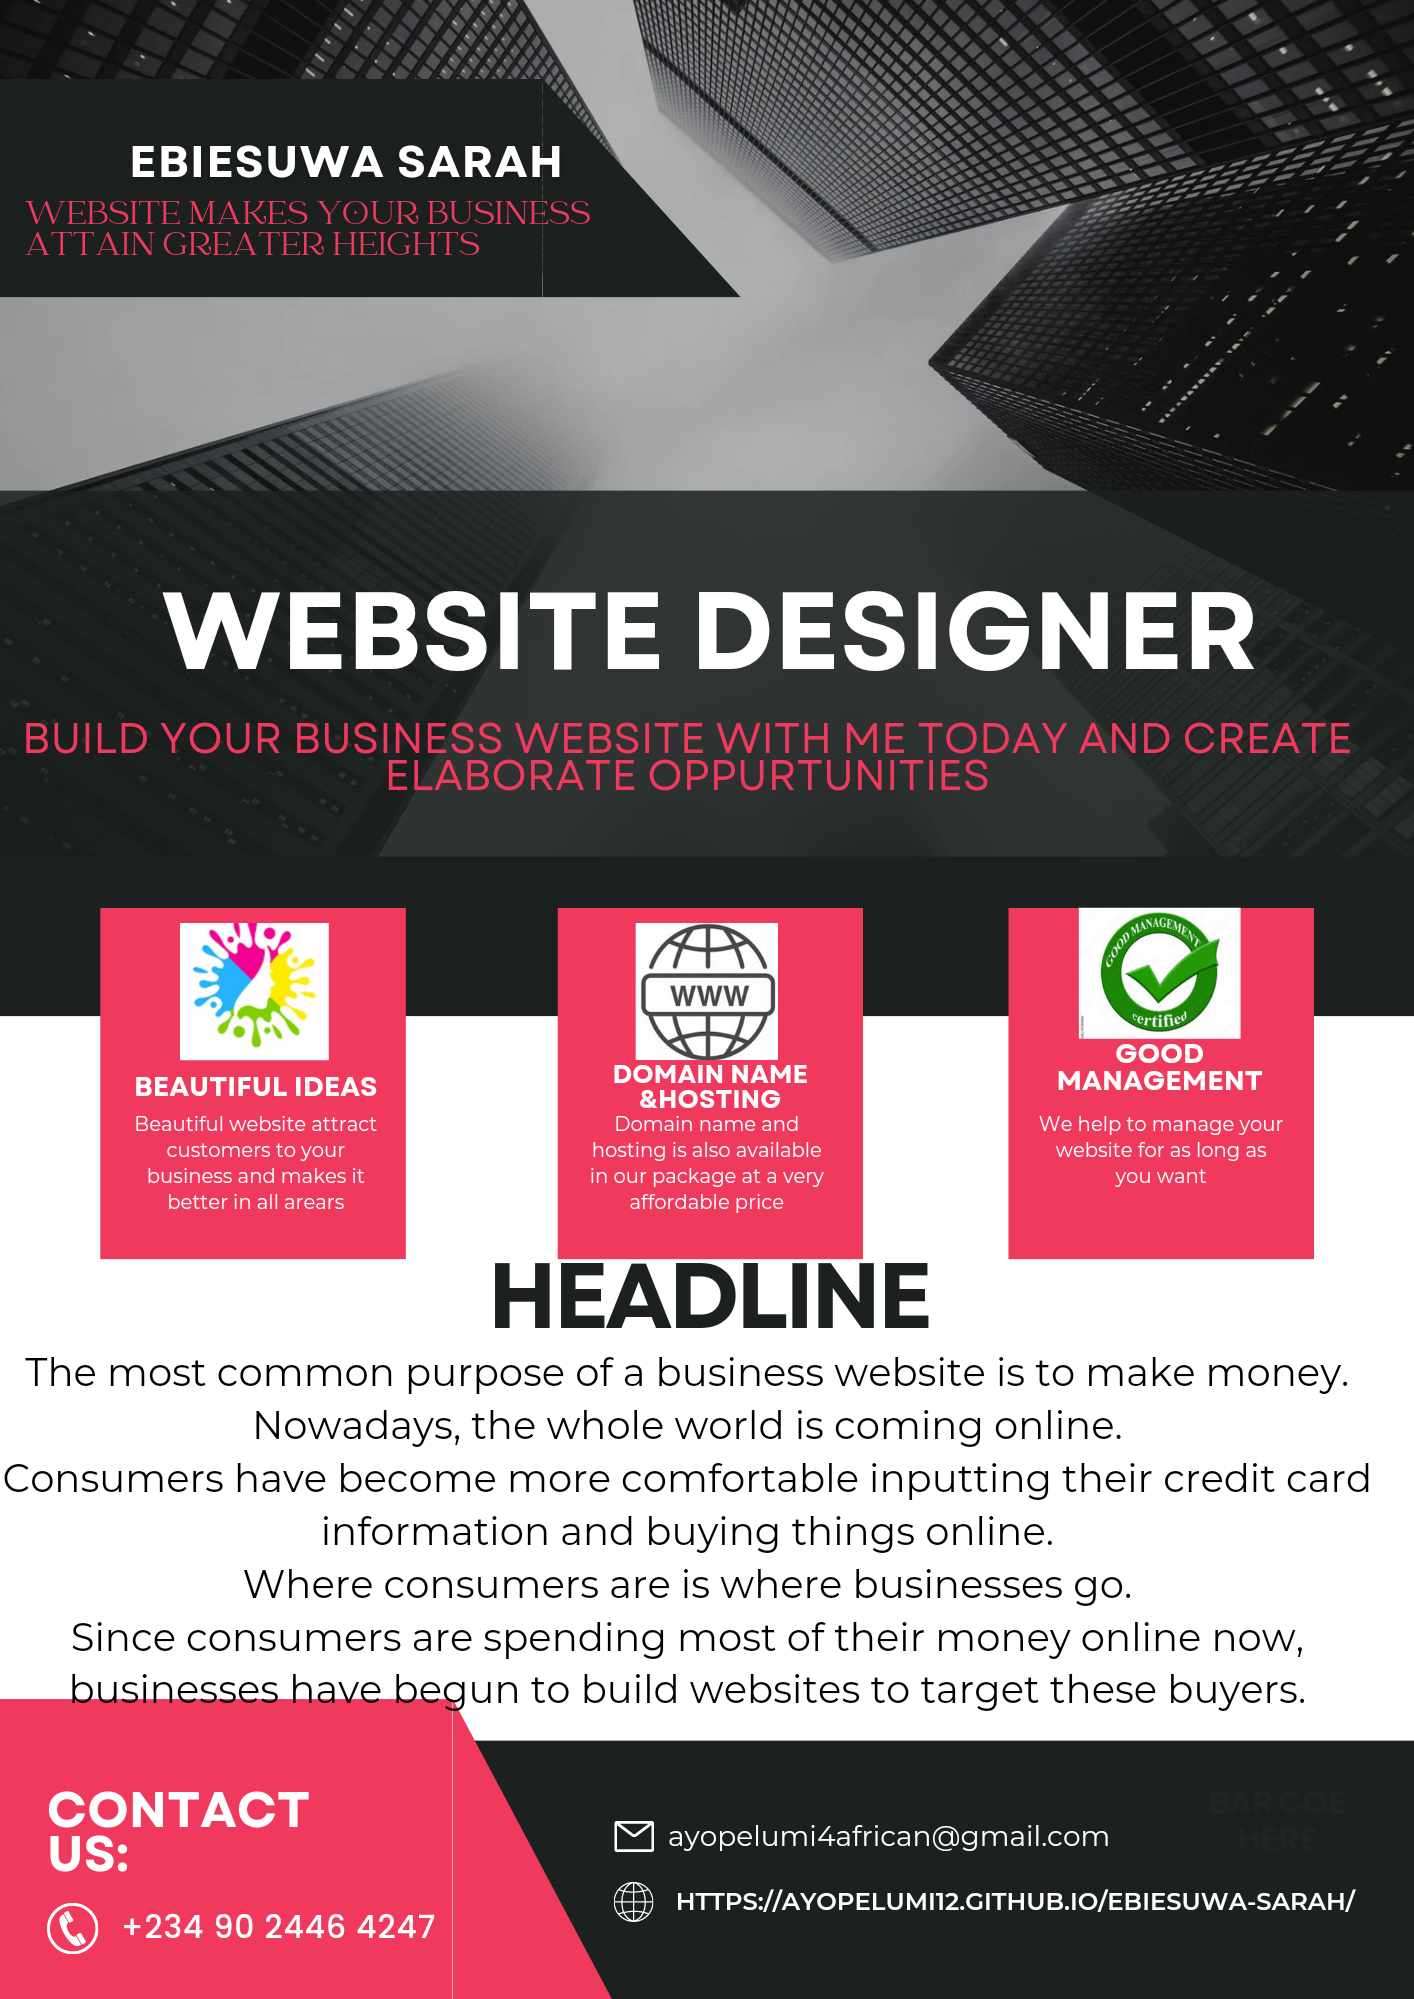 EBIESUWA SARAH
WEBSITE MAKES YOUR BUSINESS
ATTAIN GREATER HEIGHTS
WEBSITE DESIGNER
BUILD YOUR BUSINESS WEBSITE WITH ME TODAY AND CREATE
ELABORATE OPPURTUNITIES
BEAUTIFUL IDEAS
Beautiful website attract
customers to your
business and makes it
better in all arears
WWW
DOMAIN NAME
&HOSTING
Domain name and
hosting is also available
in our package at a very
affordable price
GOOD MANAGEMENT
certified
GOOD
MANAGEMENT
We help to manage your
website for as long as
you want
HEADLINE
The most common purpose of a business website is to make money.
Nowadays, the whole world is coming online.
Consumers have become more comfortable inputting their credit card
information and buying things online.
Where consumers are is where businesses go.
Since consumers are spending most of their money online now,
businesses have begun to build websites to target these buyers.
CONTACT
US:
+234 90 2446 4247
ayopelumi4african@gmail.com
HTTPS://AYOPELUMI12.GITHUB.IO/EBIESUWA-SARAH/
BAR COE
HERE